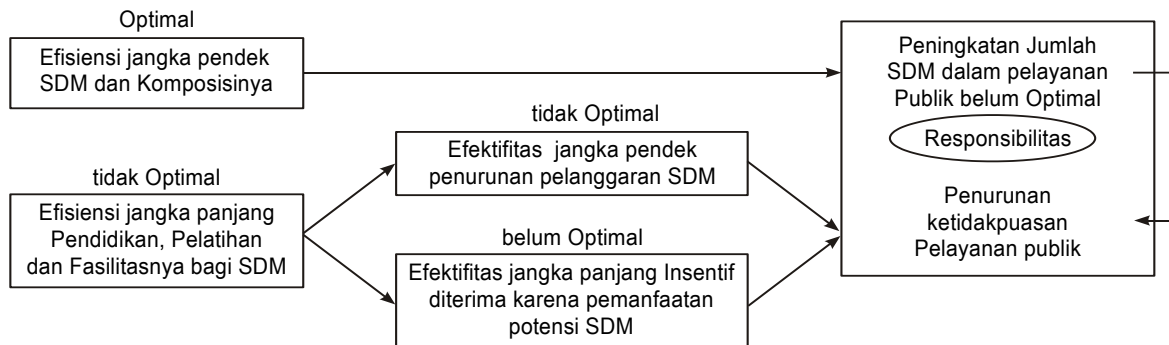 Optimal
Efisiensi jangka pendek
SDM dan Komposisinya
tidak Optimal
Efisiensi jangka panjang
Pendidikan, Pelatihan
dan Fasilitasnya bagi SDM
tidak Optimal
Efektifitas jangka pendek
penurunan pelanggaran SDM
belum Optimal
Efektifitas jangka panjang Insentif
diterima karena pemanfaatan
potensi SDM
Peningkatan Jumlah
SDM dalam pelayanan
Publik belum Optimal
Responsibilitas
Penurunan
ketidakpuasan
Pelayanan publik